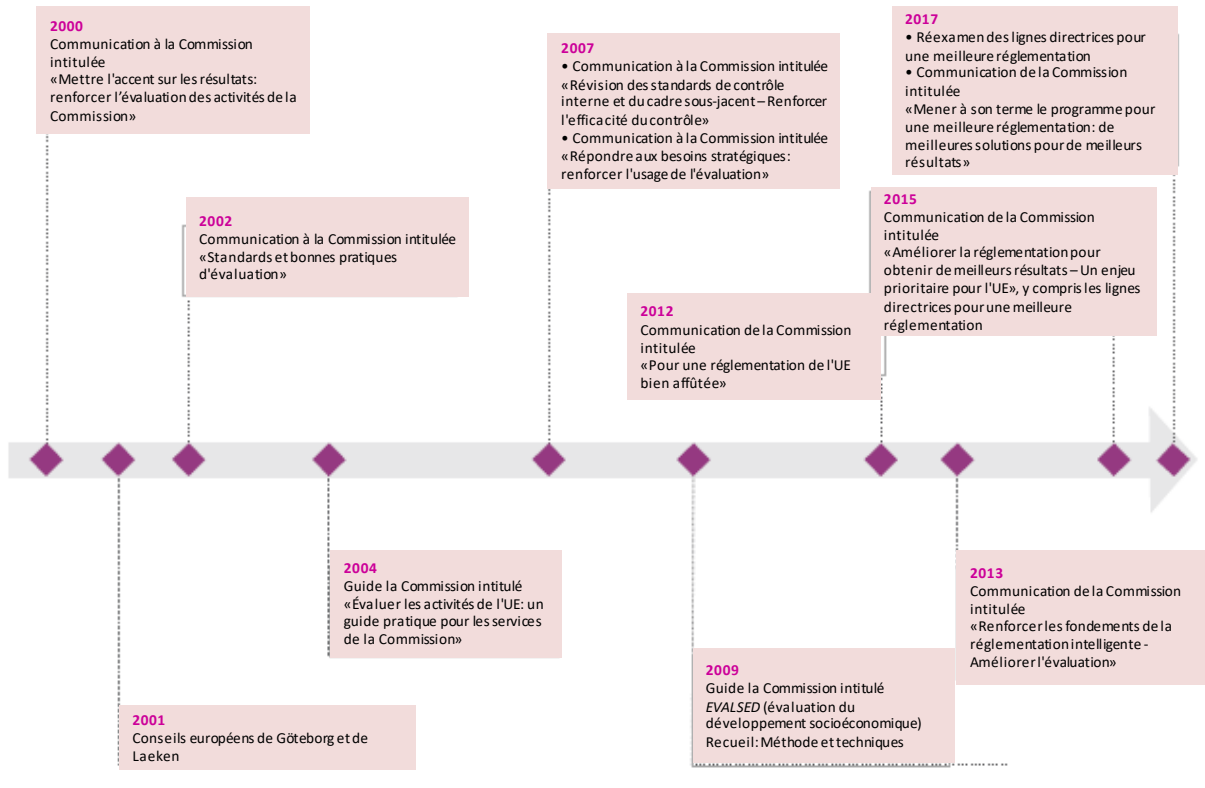 2000
Communication à la Commission
intitulée
«Mettre l'accent sur les résultats:
renforcer l’évaluation des activités de la
Commission»
2007
• Communication à la Commission intitulée
«Révision des standards de contrôle
interne et du cadre sous-jacent – Renforcer
l'efficacité du contrôle»
• Communication à la Commission intitulée
«Répondre aux besoins stratégiques:
renforcer l'usage de l'évaluation»
2017
• Réexamen des lignes directrices pour
une meilleure réglementation
• Communication de la Commission
intitulée
«Mener à son terme le programme pour
une meilleure réglementation: de
meilleures solutions pour de meilleurs
résultats»
2002
Communication à la Commission intitulée
«Standards et bonnes pratiques
d'évaluation»
2015
Communication de la Commission
intitulée
«Améliorer la réglementation pour
obtenir de meilleurs résultats – Un enjeu
prioritaire pour l'UE», y compris les lignes
directrices pour une meilleure
réglementation
2012
Communication de la Commission
intitulée
«Pour une réglementation de l'UE
bien affûtée»
2004
Guide la Commission intitulé
«Évaluer les activités de l'UE: un
guide pratique pour les services
de la Commission»
2013
Communication de la Commission
intitulée
«Renforcer les fondements de la
réglementation intelligente -
Améliorer l'évaluation»
2009
Guide la Commission intitulé
EVALSED (évaluation du
développement socioéconomique)
Recueil: Méthode et techniques
2001
Conseils européens de Göteborg et de
Laeken